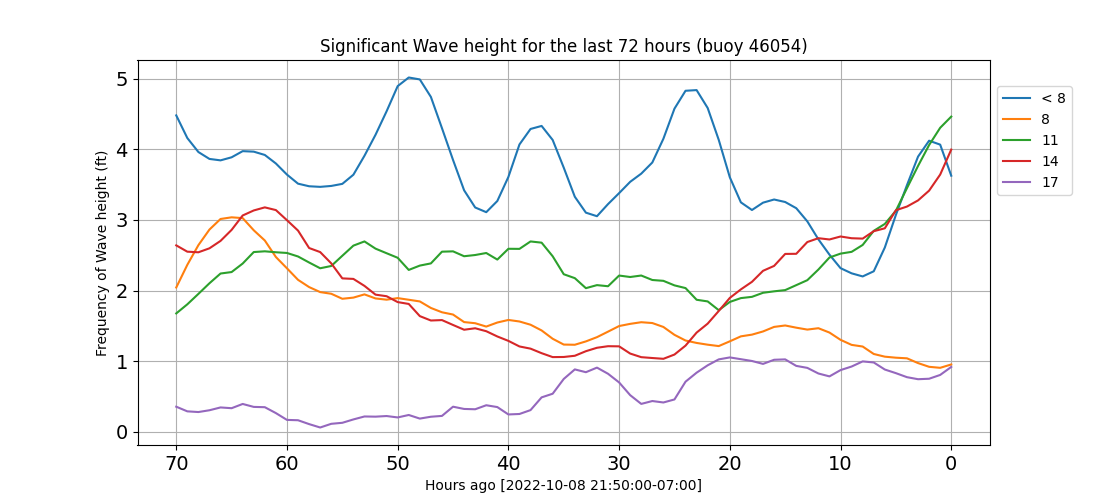 Significant Wave height for the last 72 hours (buoy 46054)
Frequency of Wave height (ft)
5
4
3
2
1
0
70 60 50 40 30 20 10 0
Hours ago [2022-10-08 21:50:00-07:00]
< 8
8
11
14
17